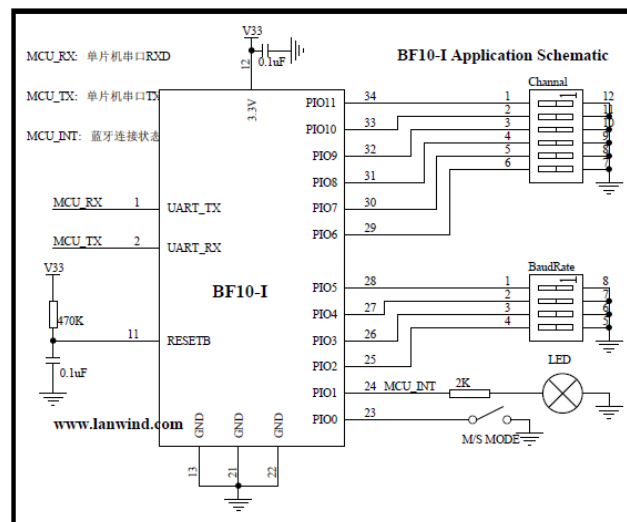 V33
MCU_RX: 单片机串口RXD
0.1uF
BF10-I Application Schematic
12
3.3V
Channal
MCU_TX: 单片机串口TX
MCU_INT: 蓝牙连接状态
PIO11 34 1 12
PIO10 33 2 11
PIO9 32 3 10
PIO8 31 4 9
PIO7 30 5 8
PIO6 29 6 7
MCU_RX 1 UART_TX
MCU_TX 2 UART_RX
V33
BF10-I
BaudRate
PIO5 28 1 8
PIO4 27 2 7
PIO3 26 3 6
PIO2 25 4 5
470K
11 RESETB
0.1uF
LED
PIO1 24 MCU_INT 2K
PIO0 23
M/S MODE
www.lanwind.com
GND GND GND
13 21 22